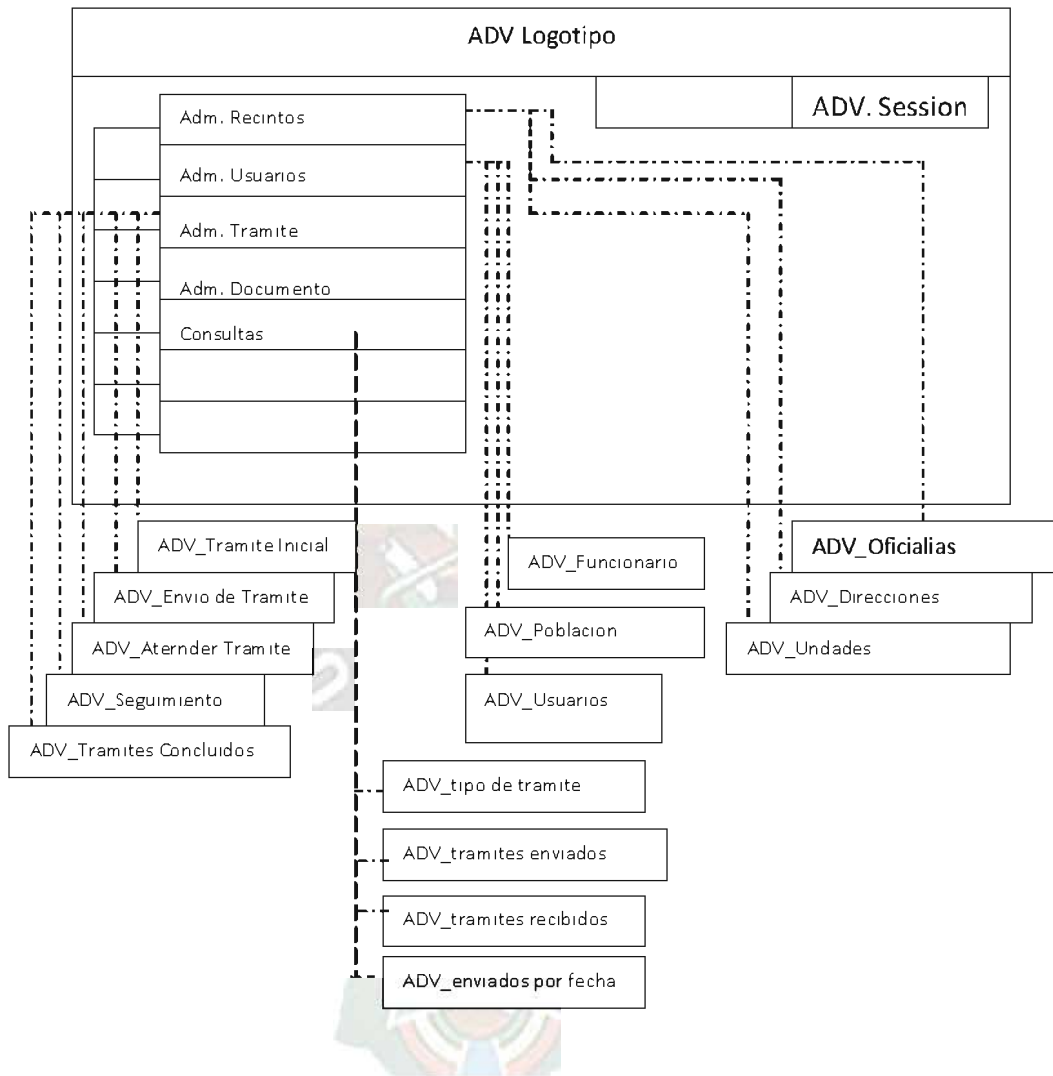 ADV Logotipo
ADV. Session
Adm. Recintos
Adm. Usuarios
Adm. Tramite
Adm. Documento
Consultas
ADV_Tramite Inicial
ADV_Envio de Tramite
ADV_Aternder Tramite
ADV_Seguimiento
ADV_Tramites Concluidos
ADV_Funcionario
ADV_Poblacion
ADV_Usuarios
ADV_Oficialias
ADV_Direcciones
ADV_Undades
ADV_tipo de tramite
ADV_tramites enviados
ADV_tramites recibidos
ADV_enviados por fecha